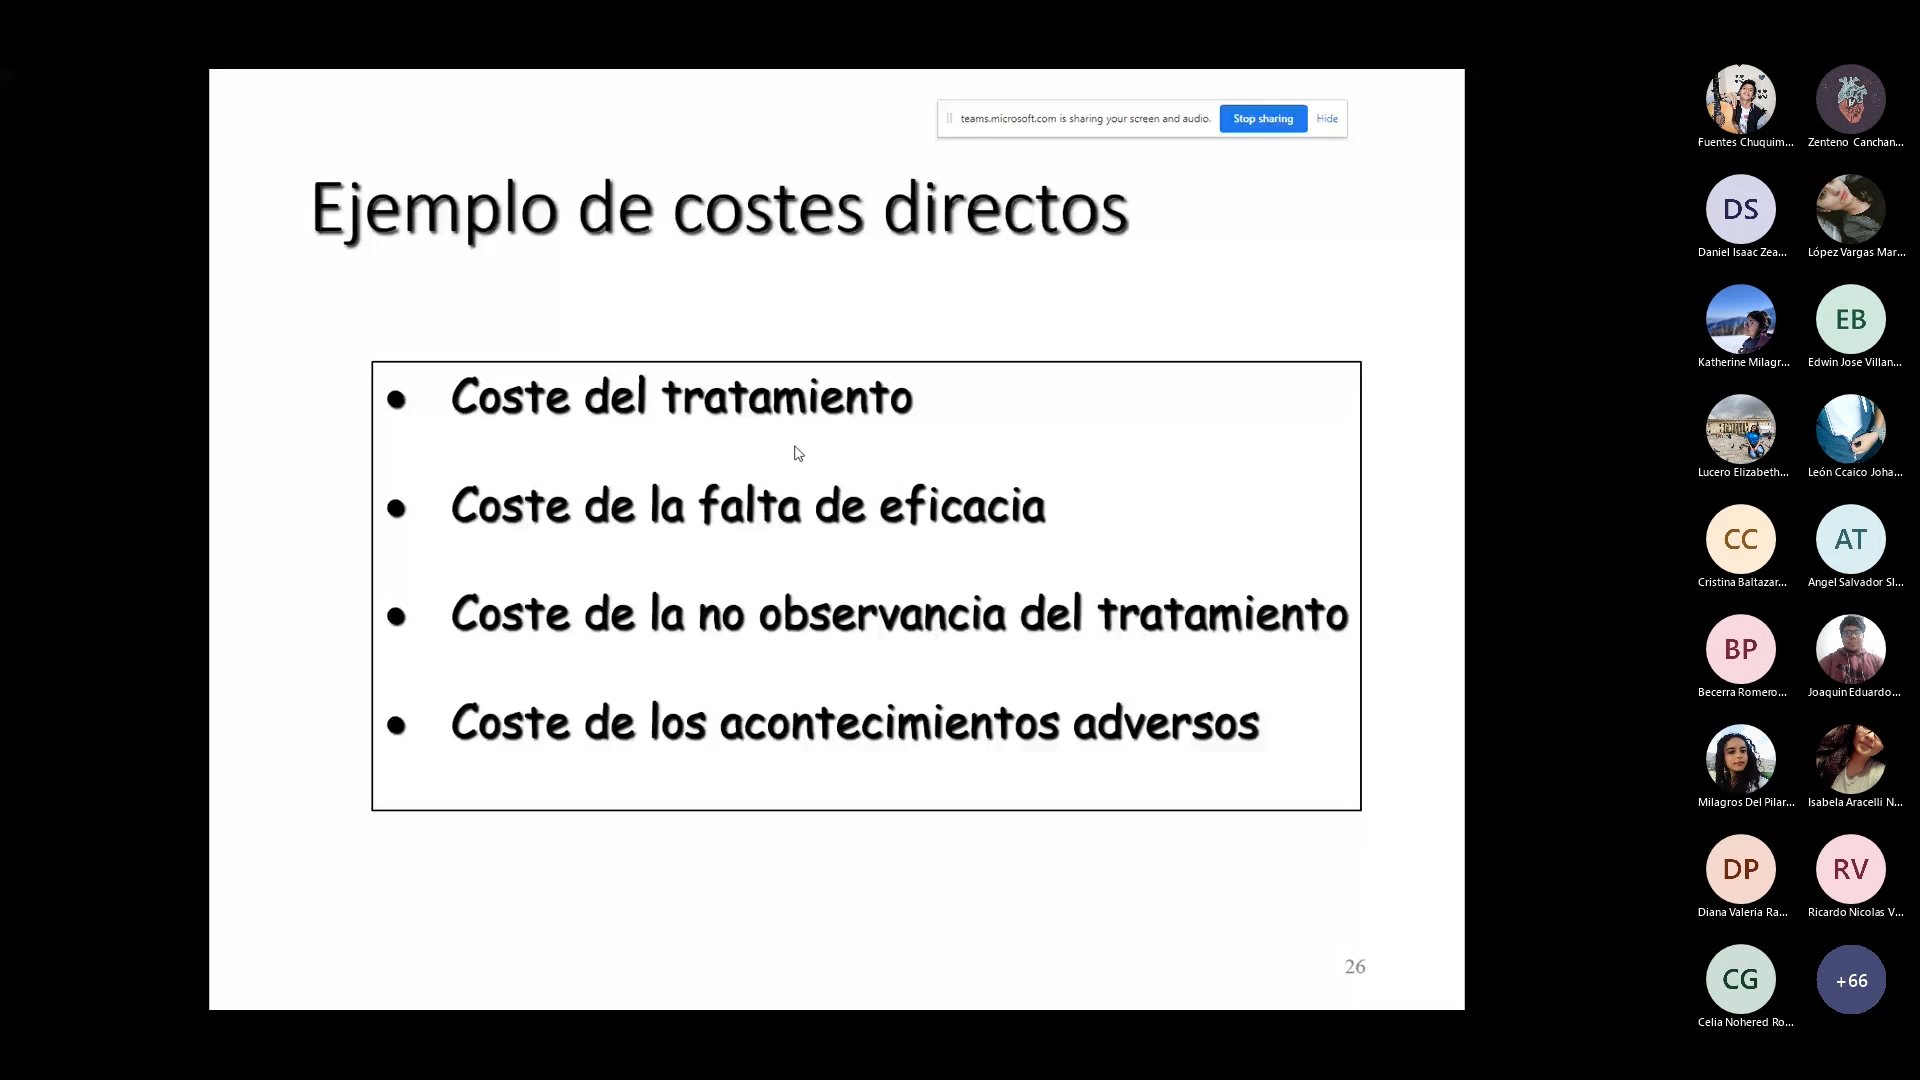 teams.microsoft.com is sharing your screen and audio. Stop sharing Hide
Ejemplo de costes directos
• Coste del tratamiento
• Coste de la falta de eficacia
• Coste de la no observancia del tratamiento
• Coste de los acontecimientos adversos
26
Fuentes Chuquim... Zenteno Canchan...
DS
Daniel Isaac Zea... López Vargas Mar...
EB
Katherine Milagr... Edwin Jose Villan...
Lucero Elizabeth... León Ccaico Joha...
CC AT
Cristina Baltazar... Angel Salvador Sl...
BP
Becerra Romero... Joaquin Eduardo...
Milagros Del Pilar... Isabela Aracelli N...
DP RV
Diana Valeria Ra... Ricardo Nicolas V...
CG +66
Celia Nohered Ro...